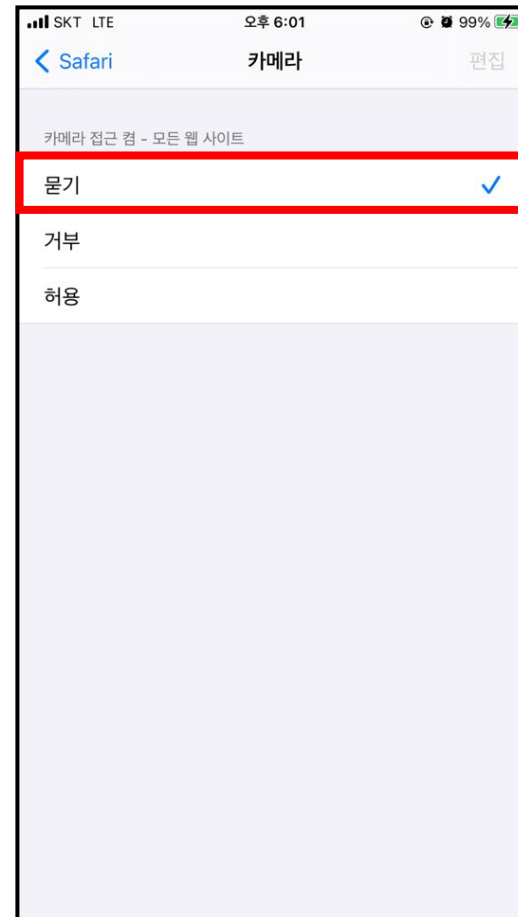 SKT LTE 오후 6:01 99%
Safari 카메라 편집
카메라 접근 켬 - 모든 웹 사이트
묻기
거부
허용